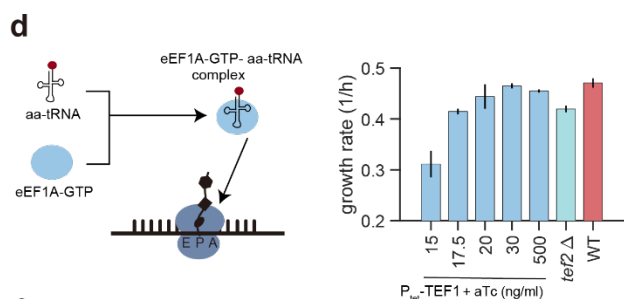 d
eEF1A-GTP- aa-tRNA
complex
aa-tRNA
eEF1A-GTP
E P A
growth rate (1/h)
0.5
0.4
0.3
0.2
15
17.5
20
30
500
tef2 Δ
WT
Ptet-TEF1 + aTc (ng/ml)